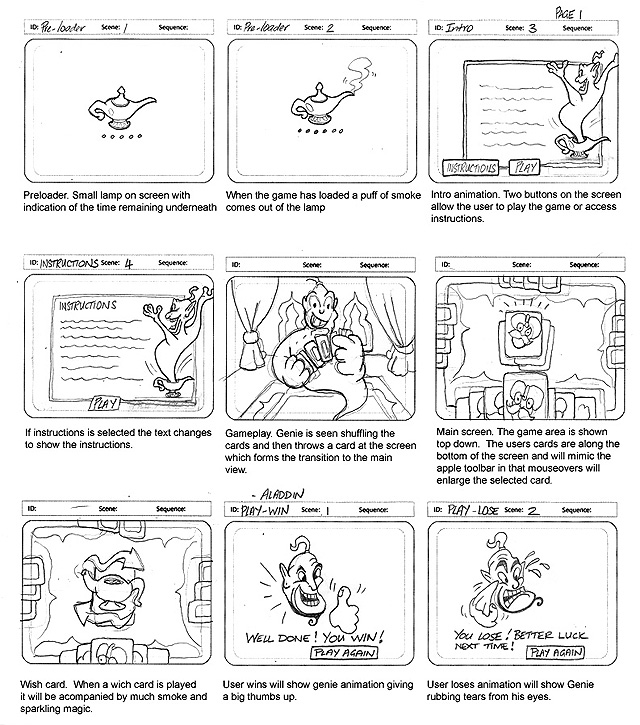 PAGE 1
ID: Pre-loader Scene: 1 Sequence:
ID: Pre-loader Scene: 2 Sequence:
ID: Intro Scene: 3 Sequence:
INSTRUCTIONS
PLAY
Preloader. Small lamp on screen with
indication of the time remaining underneath
When the game has loaded a puff of smoke
comes out of the lamp
Intro animation. Two buttons on the screen
allow the user to play the game or access
instructions.
ID: INSTRUCTIONS Scene: 4 Sequence:
ID: Scene: Sequence:
ID: Scene: Sequence:
INSTRUCTIONS
PLAY
If instructions is selected the text changes
to show the instructions.
Gameplay. Genie is seen shuffling the
cards and then throws a card at the screen
which forms the transition to the main
view.
Main screen. The game area is shown
top down. The users cards are along the
bottom of the screen and will mimic the
apple toolbar in that mouseovers will
enlarge the selected card.
- ALADDIN
ID: Scene: Sequence:
ID: PLAY-WIN Scene: 1 Sequence:
ID: PLAY-LOSE Scene: 2 Sequence:
WELL DONE! YOU WIN!
PLAY AGAIN
YOU LOSE! BETTER LUCK
NEXT TIME!
PLAY AGAIN
Wish card. When a wich card is played
it will be acompanied by much smoke and
sparkling magic.
User wins will show genie animation giving
a big thumbs up.
User loses animation will show Genie
rubbing tears from his eyes.